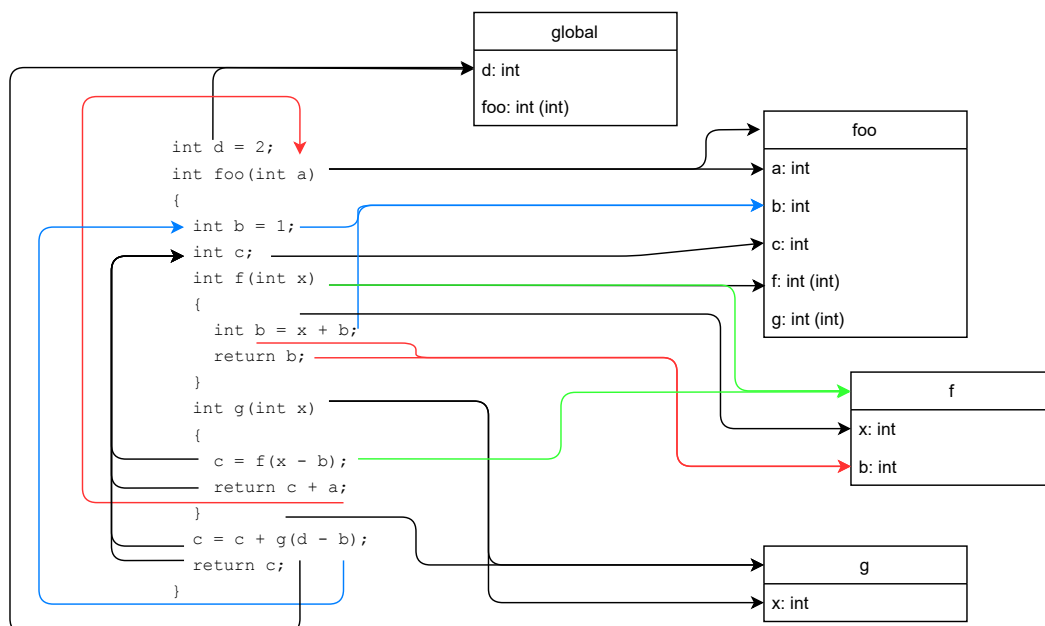 global
d: int
foo: int (int)
foo
a: int
b: int
c: int
f: int (int)
g: int (int)
f
x: int
b: int
g
x: int
int d = 2;
int foo(int a)
{
int b = 1;
int c;
int f(int x)
{
int b = x + b;
return b;
}
int g(int x)
{
c = f(x - b);
return c + a;
}
c = c + g(d - b);
return c;
}